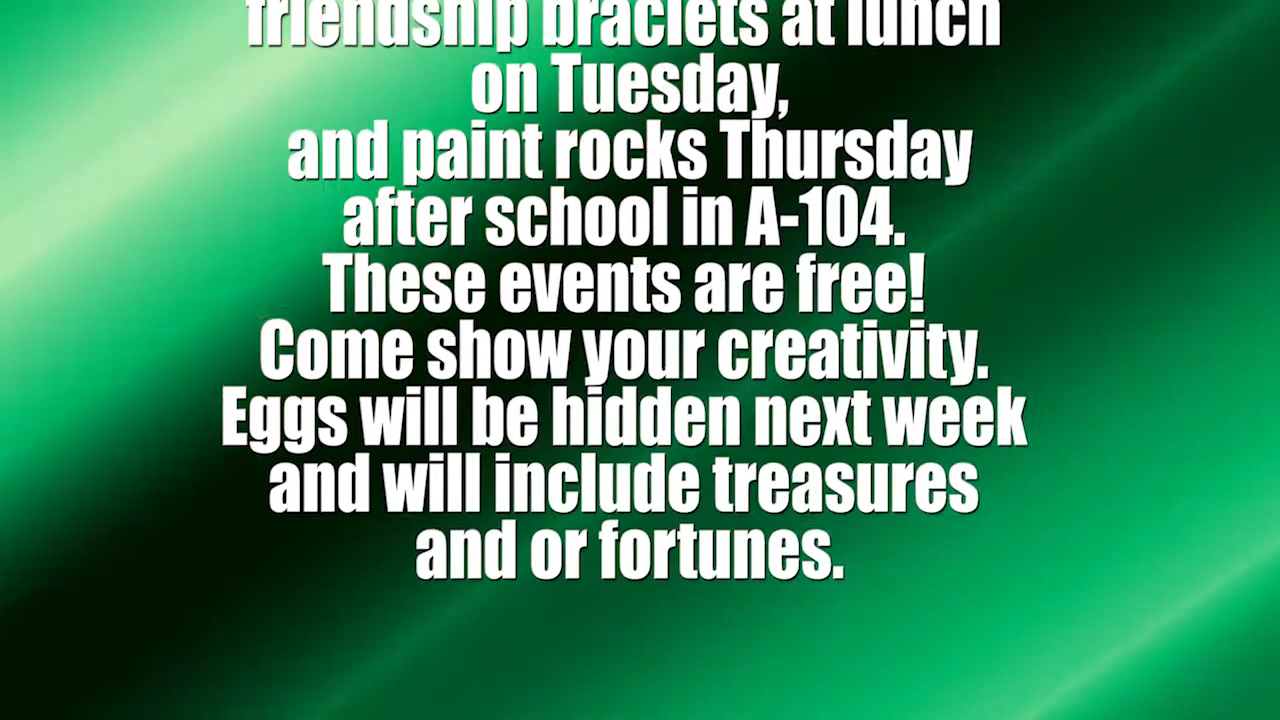 friendship braclets at lunch
on Tuesday,
and paint rocks Thursday
after school in A-104.
These events are free!
Come show your creativity.
Eggs will be hidden next week
and will include treasures
and or fortunes.